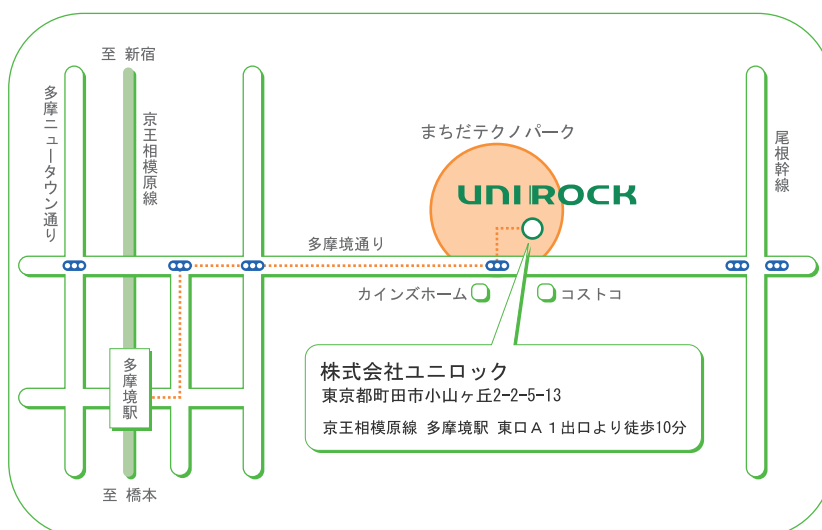 至 新宿
多摩ニュータウン通り
京王相模原線
まちだテクノパーク
尾根幹線
UNIROCK
多摩境通り
カインズホーム
コストコ
多摩境駅
株式会社ユニロック
東京都町田市小山ヶ丘2-2-5-13
京王相模原線 多摩境駅 東口A1出口より徒歩10分
至 橋本